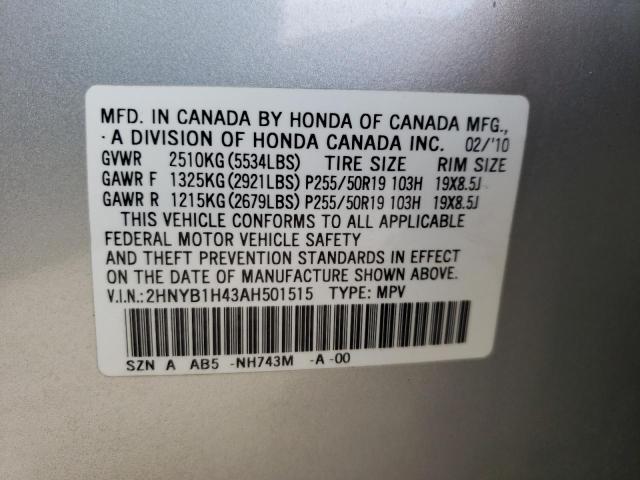 MFD. IN CANADA BY HONDA OF CANADA MFG.,
A DIVISION OF HONDA CANADA INC. 02/'10
GVWR 2510KG(5534LBS) TIRE SIZE RIM SIZE
GAWR F 1325KG(2921LBS) P255/50R19 103H 19X8.5J
GAWR R 1215KG(2679LBS) P255/50R19 103H 19X8.5J
THIS VEHICLE CONFORMS TO ALL APPLICABLE
FEDERAL MOTOR VEHICLE SAFETY
AND THEFT PREVENTION STANDARDS IN EFFECT
ON THE DATE OF MANUFACTURE SHOWN ABOVE.
V.I.N.:2HNYB1H43AH501515 TYPE: MPV
SZN A AB5 -NH743M -A -00